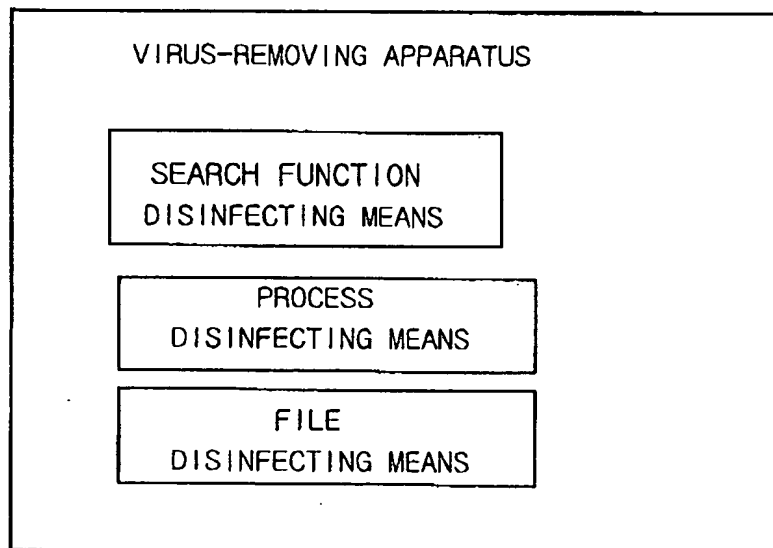 VIRUS-REMOVING APPARATUS
SEARCH FUNCTION
DISINFECTING MEANS
PROCESS
DISINFECTING MEANS
FILE
DISINFECTING MEANS